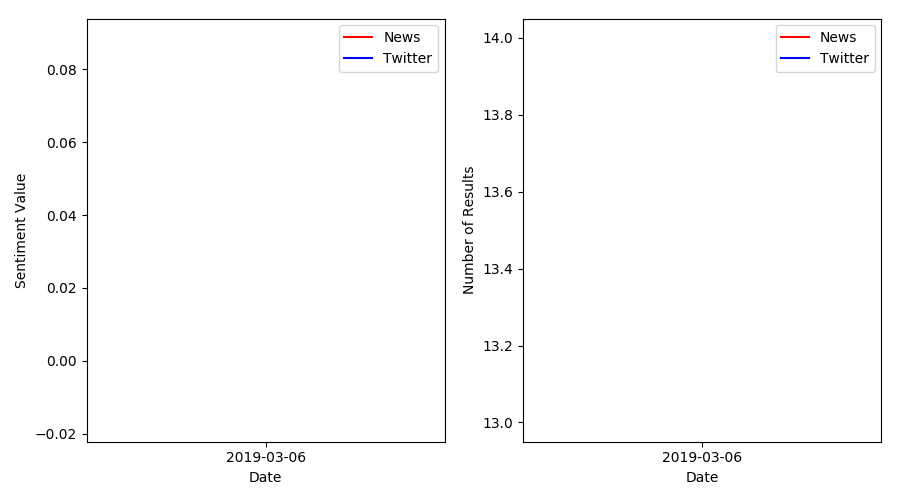 News
Twitter
0.08
0.06
0.04
0.02
0.00
−0.02
Sentiment Value
2019-03-06
Date
News
Twitter
14.0
13.8
13.6
13.4
13.2
13.0
Number of Results
2019-03-06
Date